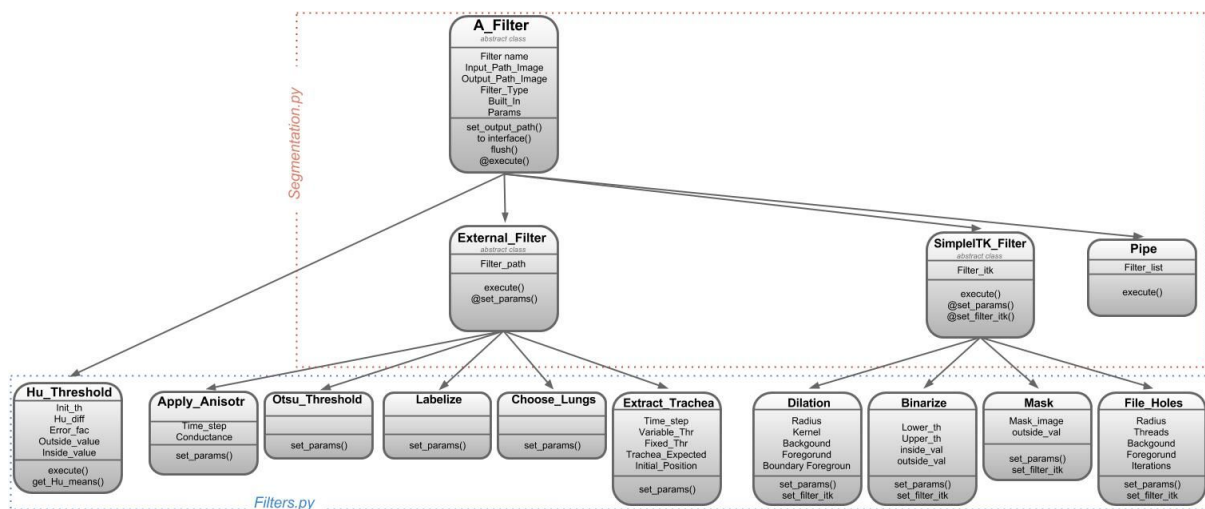 A_Filter
abstract class
Filter name
Input_Path_Image
Output_Path_Image
Filter_Type
Built_In
Params
set_output_path()
to interface()
flush()
@execute()
Segmentation.py
External_Filter
abstract class
Filter_path
execute()
@set_params()
SimpleITK_Filter
abstract class
Filter_itk
execute()
@set_params()
@set_filter_itk()
Pipe
Filter_list
execute()
Hu_Threshold
Init_th
Hu_diff
Error_fac
Outside_value
Inside_value
execute()
get_Hu_means()
Apply_Anisotr
Time_step
Conductance
set_params()
Otsu_Threshold
set_params()
Labelize
set_params()
Choose_Lungs
set_params()
Extract_Trachea
Time_step
Variable_Thr
Fixed_Thr
Trachea_Expected
Initial_Position
set_params()
Dilation
Radius
Kernel
Backgound
Foregorund
Boundary Foregroun
set_params()
set_filter_itk
Binarize
Lower_th
Upper_th
inside_val
outside_val
set_params()
set_filter_itk
Mask
Mask_image
outside_val
set_params()
set_filter_itk
File_Holes
Radius
Threads
Backgound
Foregorund
Iterations
set_params()
set_filter_itk
Filters.py